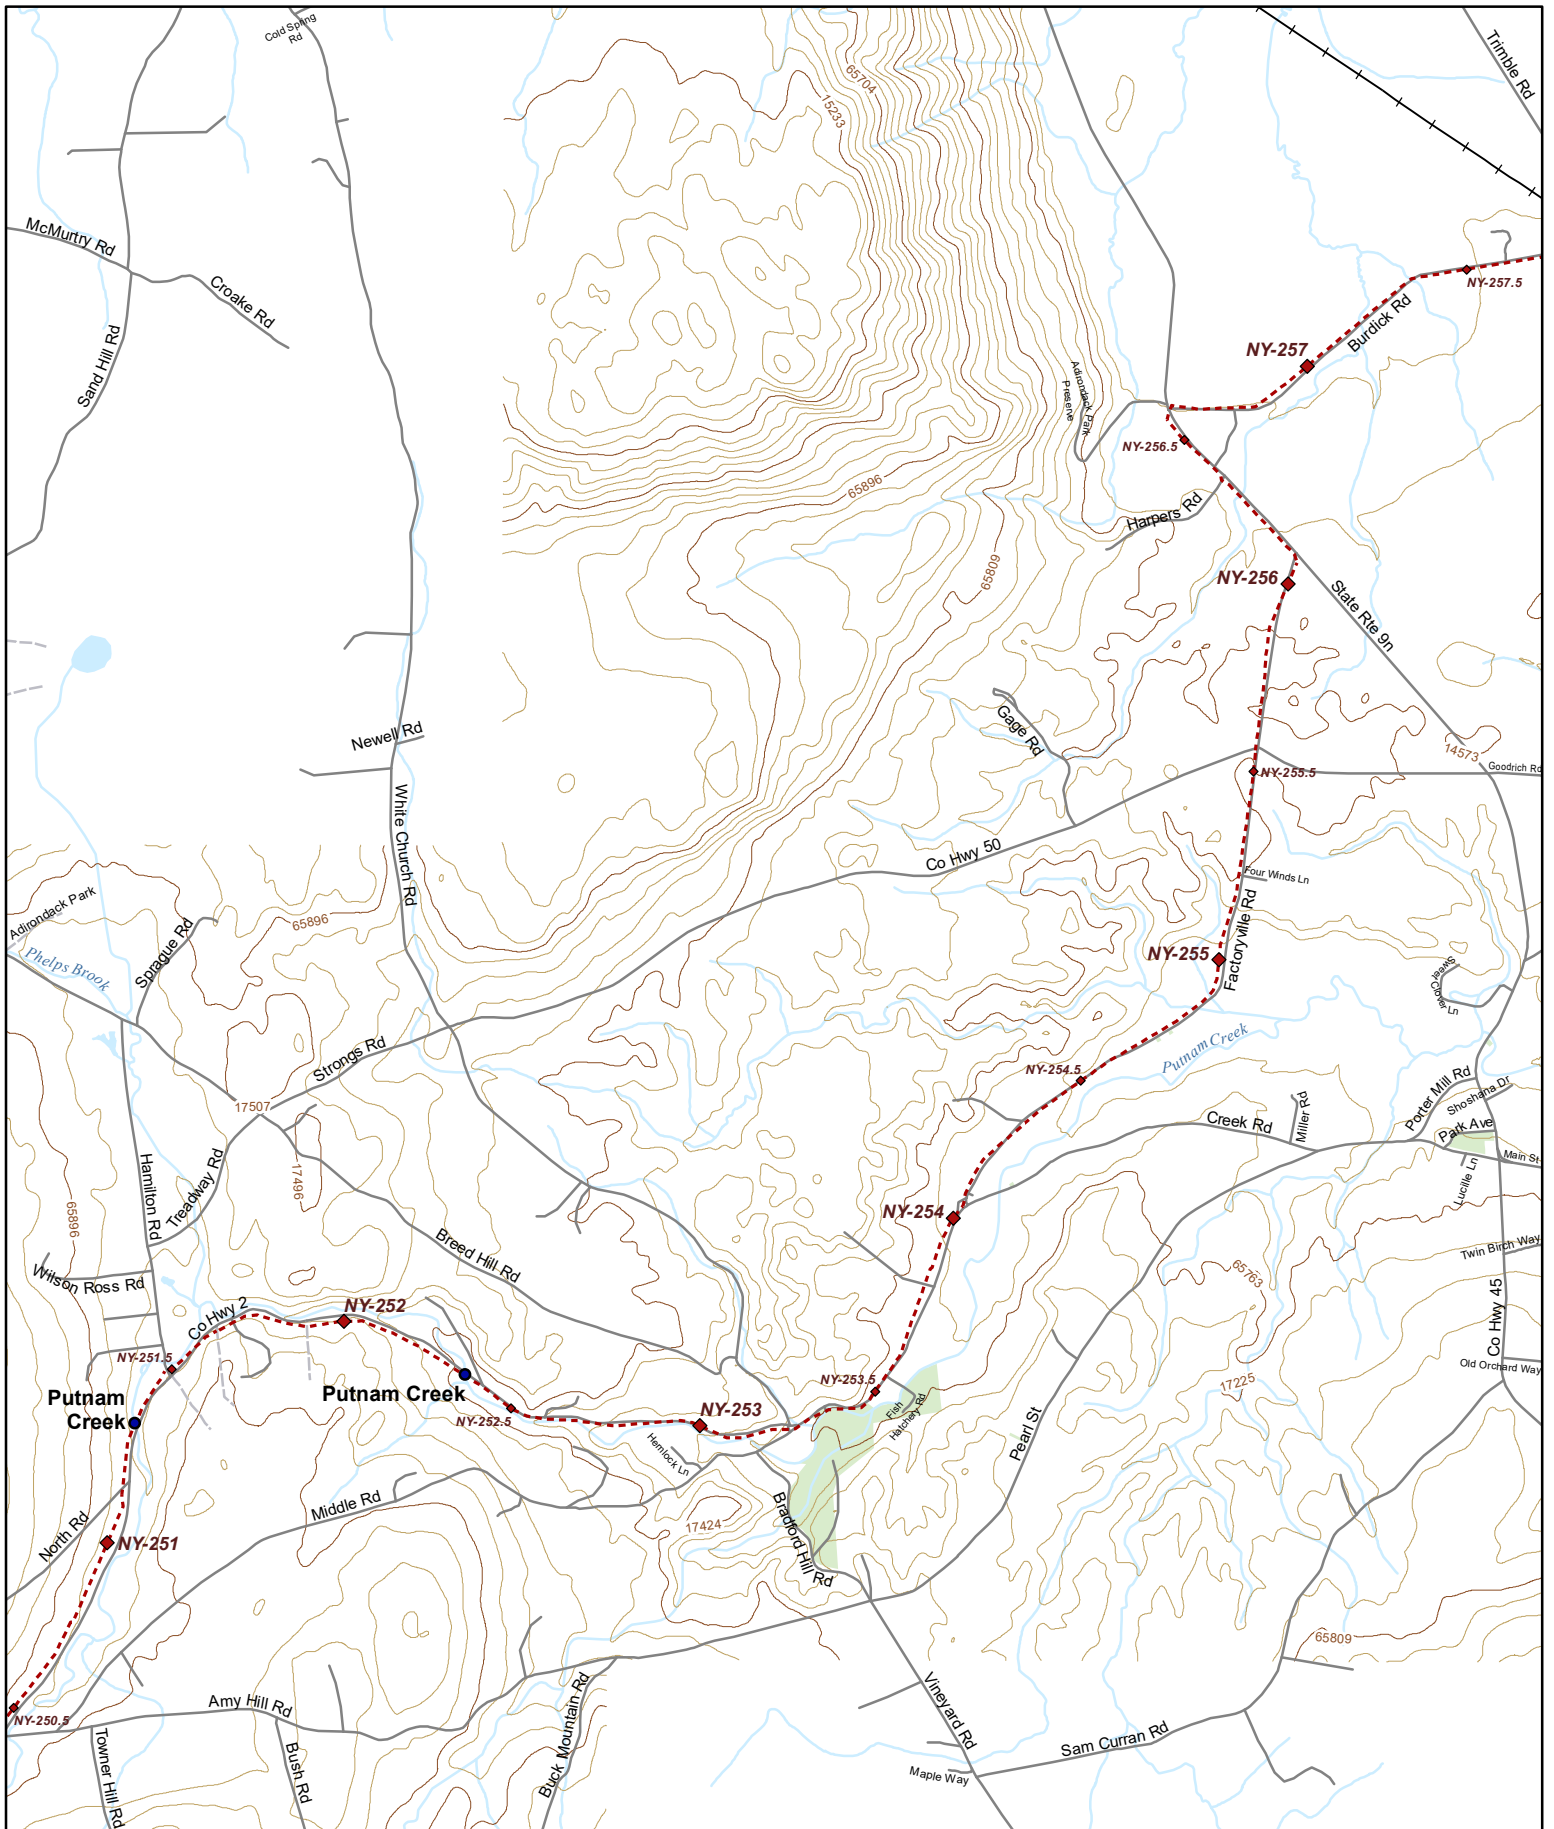 Cold Spring
Rd
Trimble Rd
65704
15233
McMurtry Rd
Croake Rd
Sand Hill Rd
NY-257.5
Burdick Rd
NY-257
Adirondack Park
Preserve
NY-256.5
65896
Harpers Rd
65809
NY-256
State Rte 9n
Gage Rd
Newell Rd
14573
Goodrich Rd
NY-255.5
White Church Rd
Co Hwy 50
Four Winds Ln
Adirondack Park
65896
Sprague Rd
Factoryville Rd
NY-255
Phelps Brook
Sweet
Clover Ln
Strongs Rd
Putnam Creek
NY-254.5
17507
Porter Mill Rd
Shoshana Dr
Miller Rd
Creek Rd
Park Ave
Main St
Hamilton Rd
Treadway Rd
17496
Lucille Ln
65896
NY-254
Breed Hill Rd
Twin Birch Way
Wilson Ross Rd
65763
NY-252
Co Hwy 2
Co Hwy 45
NY-251.5
Old Orchard Way
Putnam
Creek
Putnam Creek
NY-253.5
17225
NY-252.5
NY-253
Fish
Hatchery Rd
Pearl St
Hemlock Ln
Middle Rd
North Rd
17424
Bradford Hill Rd
NY-251
65809
Amy Hill Rd
NY-250.5
Buck Mountain Rd
Vineyard Rd
Towner Hill Rd
Bush Rd
Sam Curran Rd
Maple Way